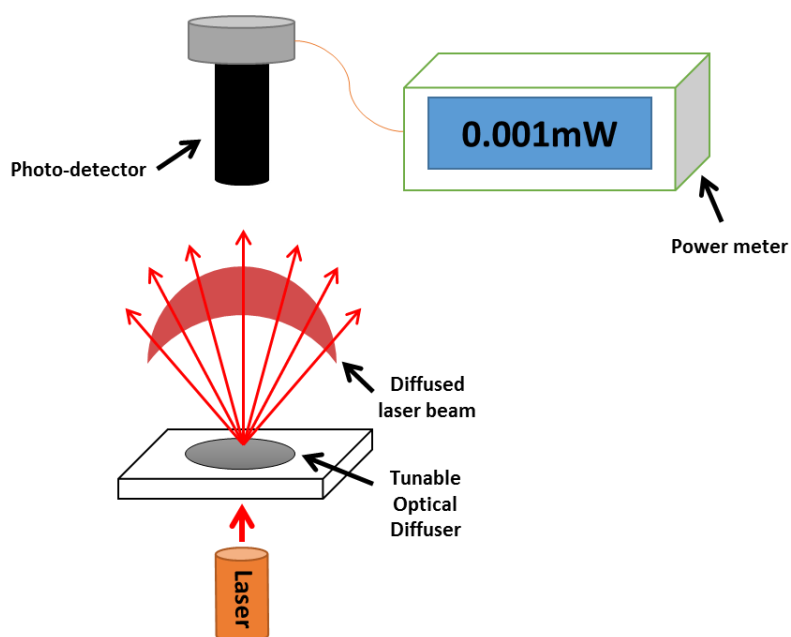 0.001mW
Photo-detector
Power meter
Diffused
laser beam
Tunable
Optical
Diffuser
Laser